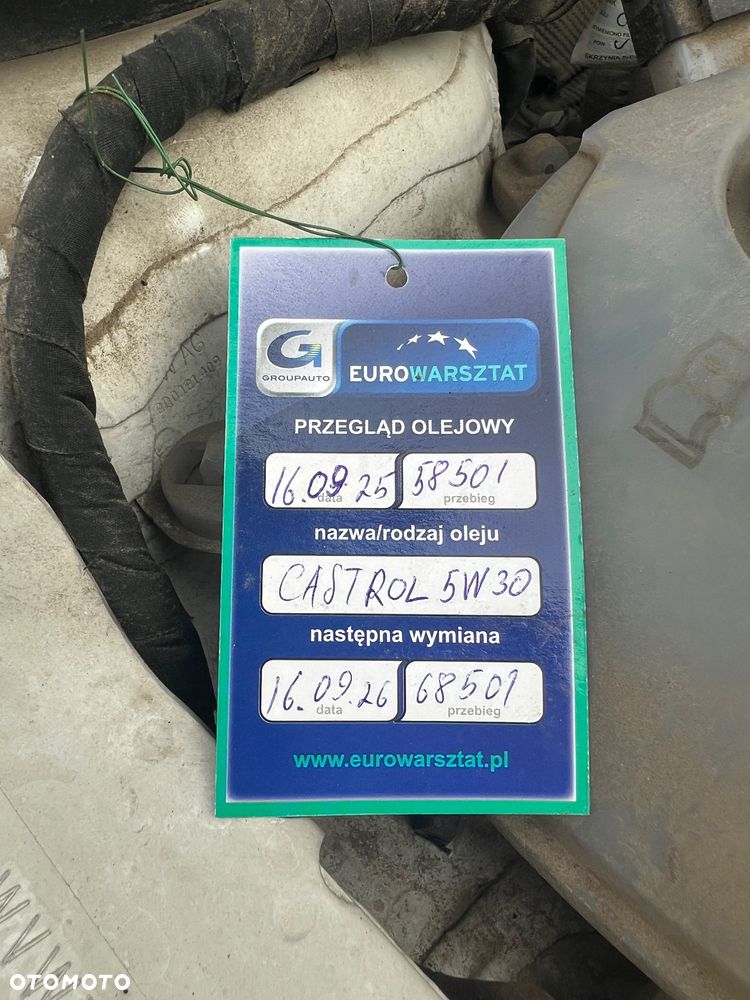 SKRZYNIA
G
GROUPAUTO
EUROWARSZTAT
PRZEGLĄD OLEJOWY
16.09.25 58501
data przebieg
nazwa/rodzaj oleju
CASTROL 5W30
następna wymiana
16.09.26 68501
data przebieg
www.eurowarsztat.pl
OTOMOTO